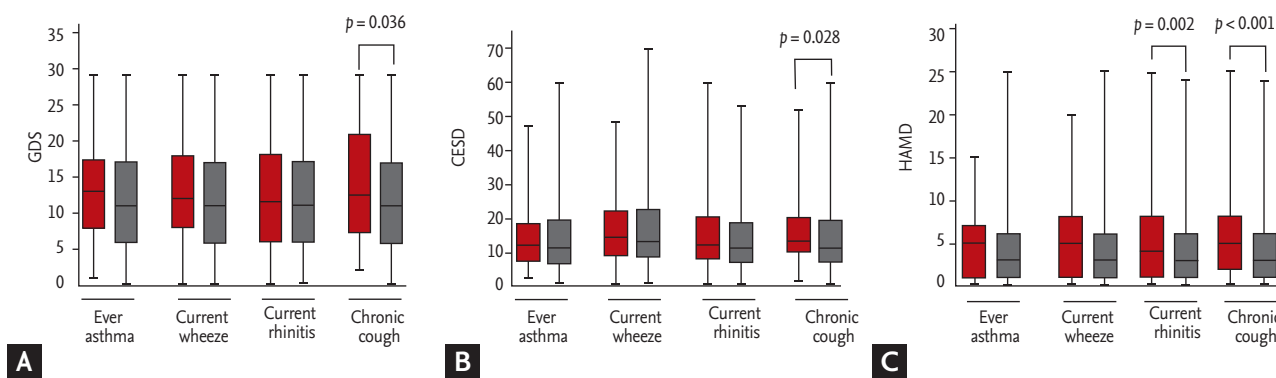 p = 0.036
35
30
25
20
15
10
5
0
GDS
Ever
asthma
Current
wheeze
Current
rhinitis
Chronic
cough
A
p = 0.028
70
60
50
40
30
20
10
0
CESD
Ever
asthma
Current
wheeze
Current
rhinitis
Chronic
cough
B
p = 0.002
p < 0.001
30
25
20
15
10
5
0
HAMD
Ever
asthma
Current
wheeze
Current
rhinitis
Chronic
cough
C